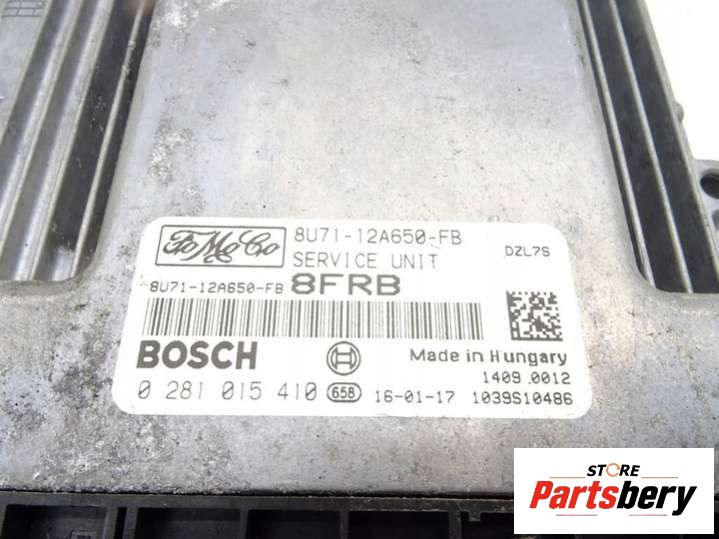 FoMoCo 8U71-12A650-FB DZL7S
SERVICE UNIT
8U71-12A650-FB 8FRB
BOSCH Made in Hungary
1409.0012
0 281 015 410 658 16-01-17 1039S10486
STORE
Partsbery